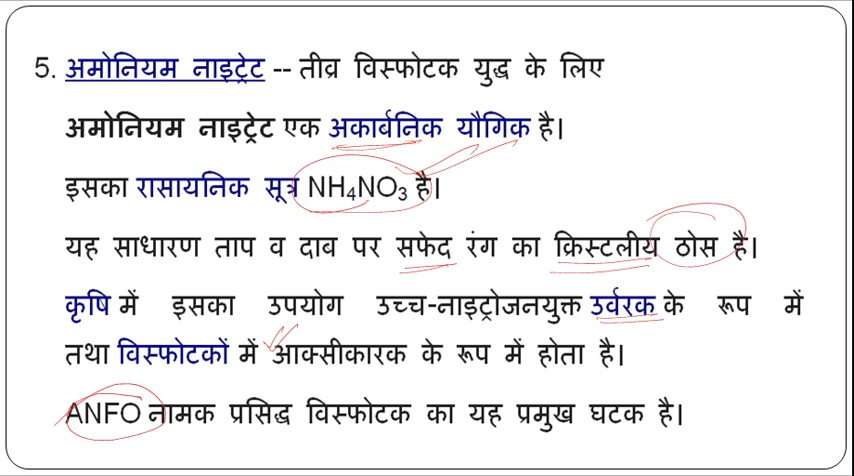 5. अमोनियम नाइट्रेट -- तीव्र विस्फोटक युद्ध के लिए
अमोनियम नाइट्रेट एक अकार्बनिक यौगिक है।
इसका रासायनिक सूत्र NH₄NO₃ है।
यह साधारण ताप व दाब पर सफेद रंग का क्रिस्टलीय ठोस है।
कृषि में इसका उपयोग उच्च-नाइट्रोजनयुक्त उर्वरक के रूप में
तथा विस्फोटकों में आक्सीकारक के रूप में होता है।
ANFO नामक प्रसिद्ध विस्फोटक का यह प्रमुख घटक है।